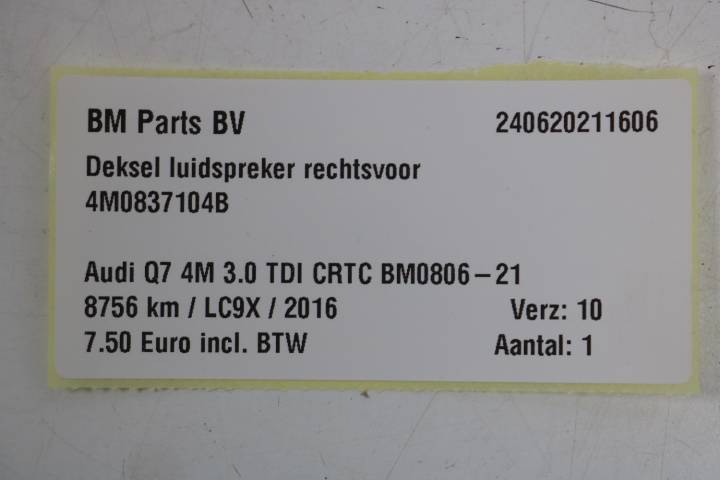 BM Parts BV 240620211606
Deksel luidspreker rechtsvoor
4M0837104B
Audi Q7 4M 3.0 TDI CRTC BM0806-21
8756 km / LC9X / 2016 Verz: 10
7.50 Euro incl. BTW Aantal: 1